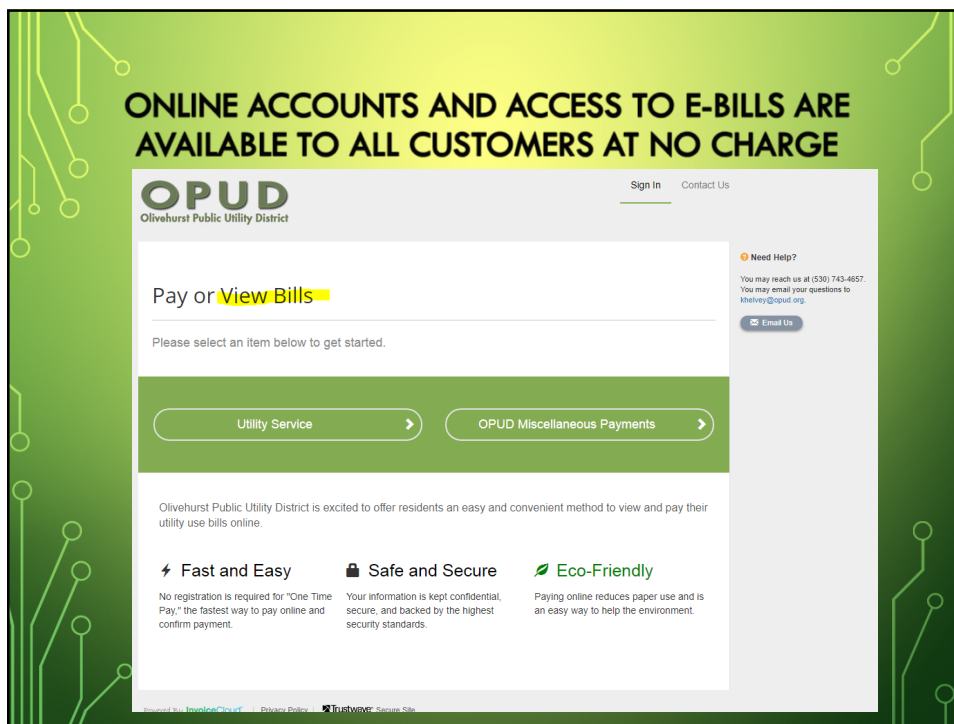 ONLINE ACCOUNTS AND ACCESS TO E-BILLS ARE
AVAILABLE TO ALL CUSTOMERS AT NO CHARGE
OPUD
Olivehurst Public Utility District
Sign In Contact Us
Need Help?
You may reach us at (530) 743-4657.
You may email your questions to
khelvey@opud.org.
Email Us
Pay or View Bills
Please select an item below to get started.
Utility Service
OPUD Miscellaneous Payments
Olivehurst Public Utility District is excited to offer residents an easy and convenient method to view and pay their
utility use bills online.
Fast and Easy
No registration is required for "One Time
Pay," the fastest way to pay online and
confirm payment.
Safe and Secure
Your information is kept confidential,
secure, and backed by the highest
security standards.
Eco-Friendly
Paying online reduces paper use and is
an easy way to help the environment.
Powered By InvoiceCloud | Privacy Policy | Trustwave Secure Site